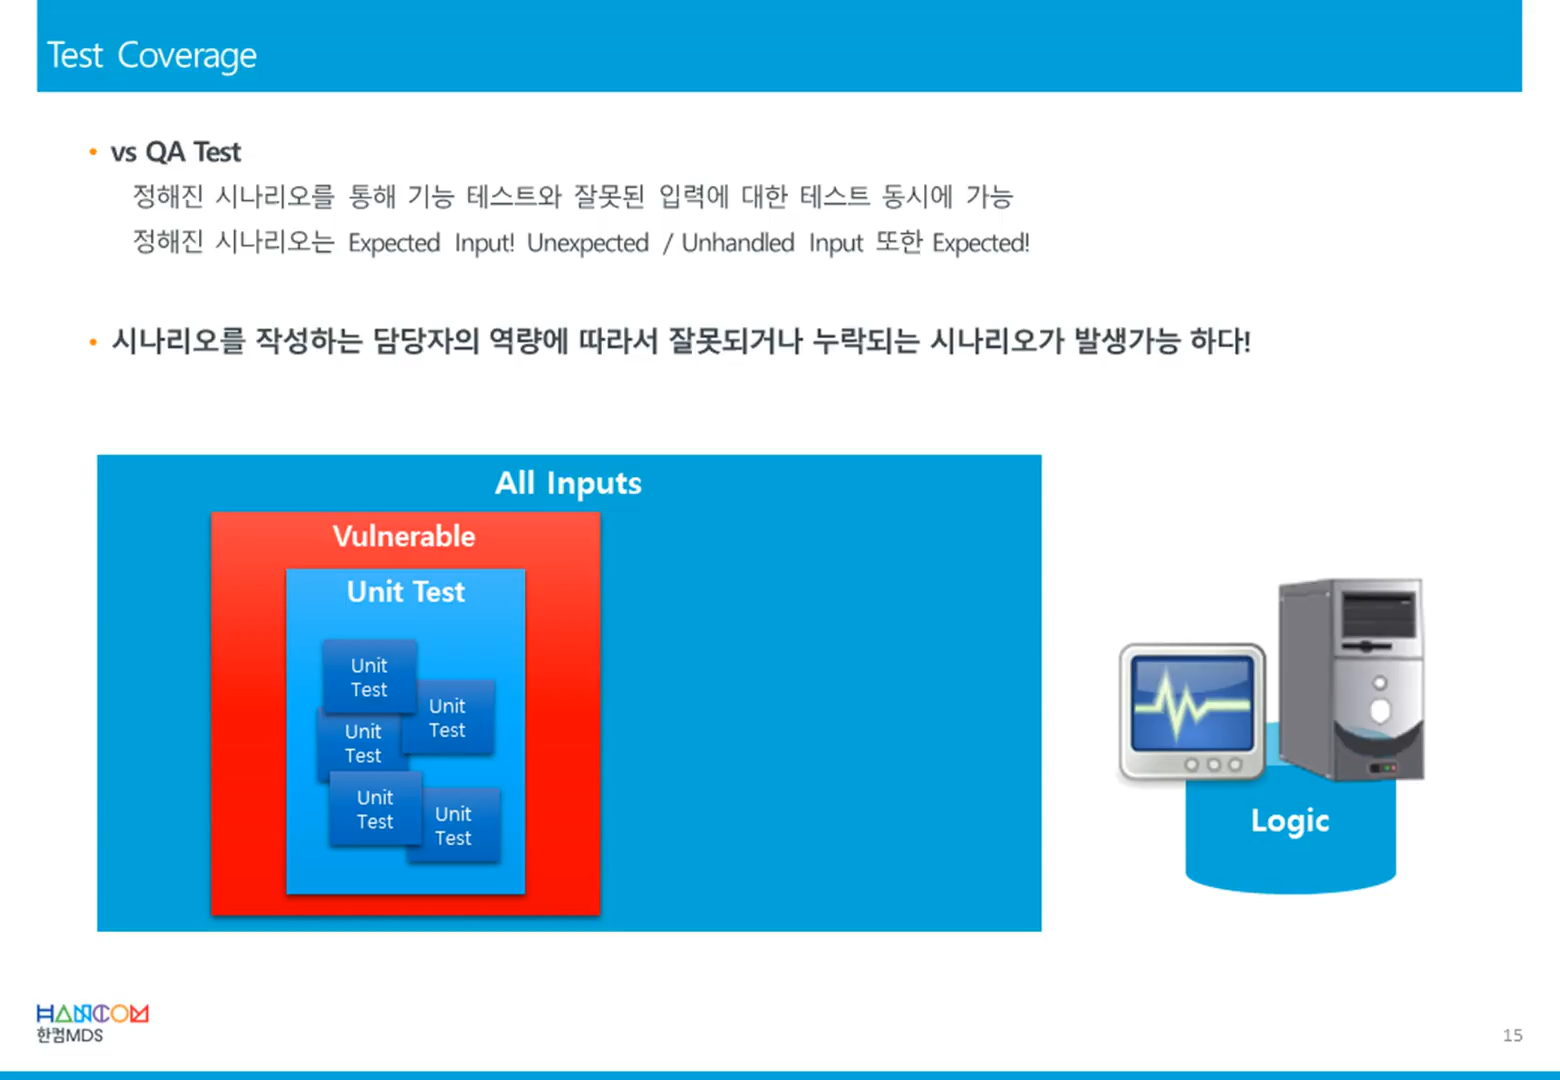 Test Coverage
• vs QA Test
정해진 시나리오를 통해 기능 테스트와 잘못된 입력에 대한 테스트 동시에 가능
정해진 시나리오는 Expected Input! Unexpected / Unhandled Input 또한 Expected!
• 시나리오를 작성하는 담당자의 역량에 따라서 잘못되거나 누락되는 시나리오가 발생가능 하다!
All Inputs
Vulnerable
Unit Test
Unit
Test
Unit
Test
Unit
Test
Unit
Test
Unit
Test
Logic
HANCOM
한컴MDS
15